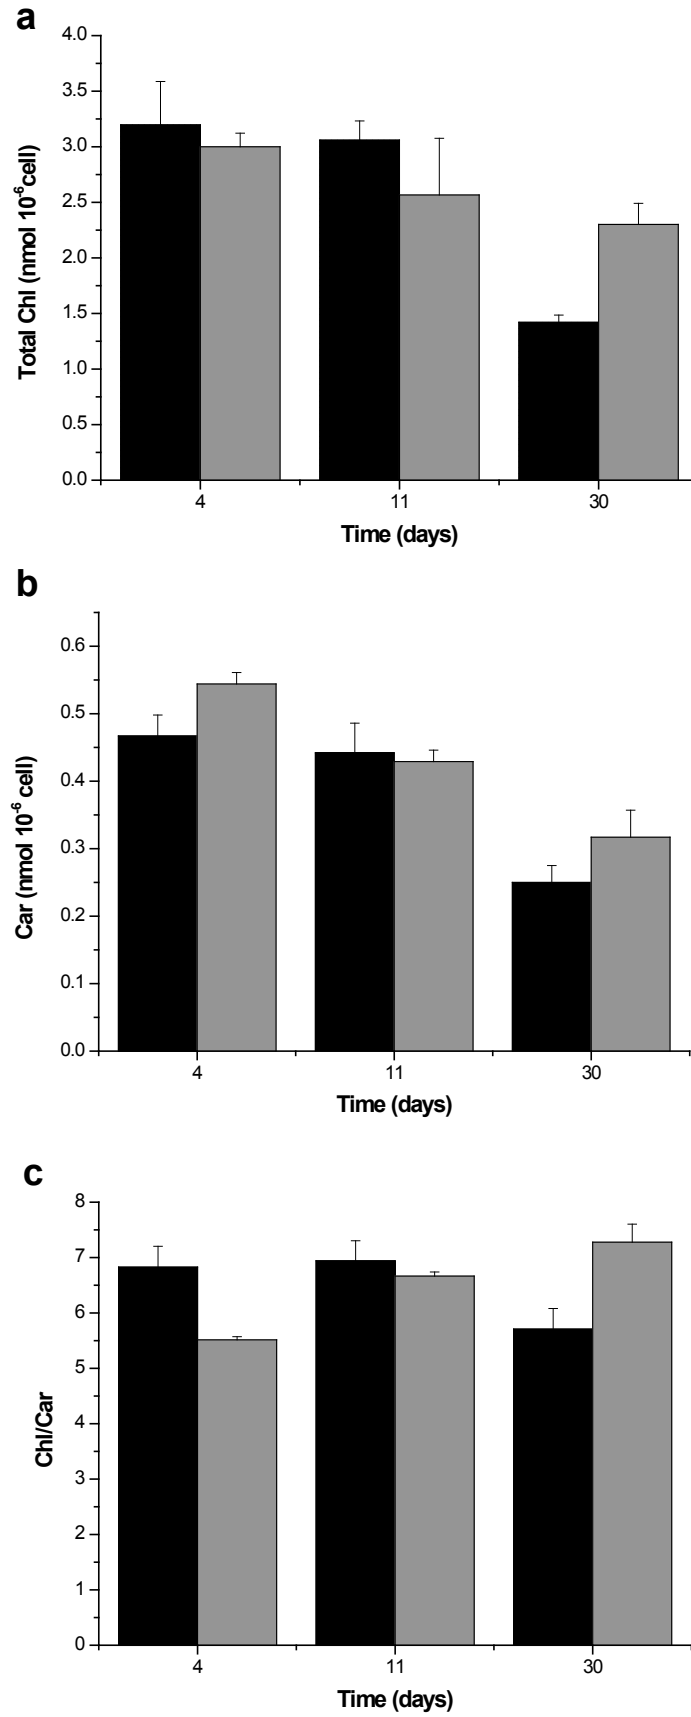 a
4.0
3.5
3.0
2.5
2.0
1.5
1.0
0.5
0.0
Total Chl (nmol 10⁻⁶cell)
4 11 30
Time (days)
b
0.6
0.5
0.4
0.3
0.2
0.1
0.0
Car (nmol 10⁻⁶ cell)
4 11 30
Time (days)
c
8
7
6
5
4
3
2
1
0
Chl/Car
4 11 30
Time (days)